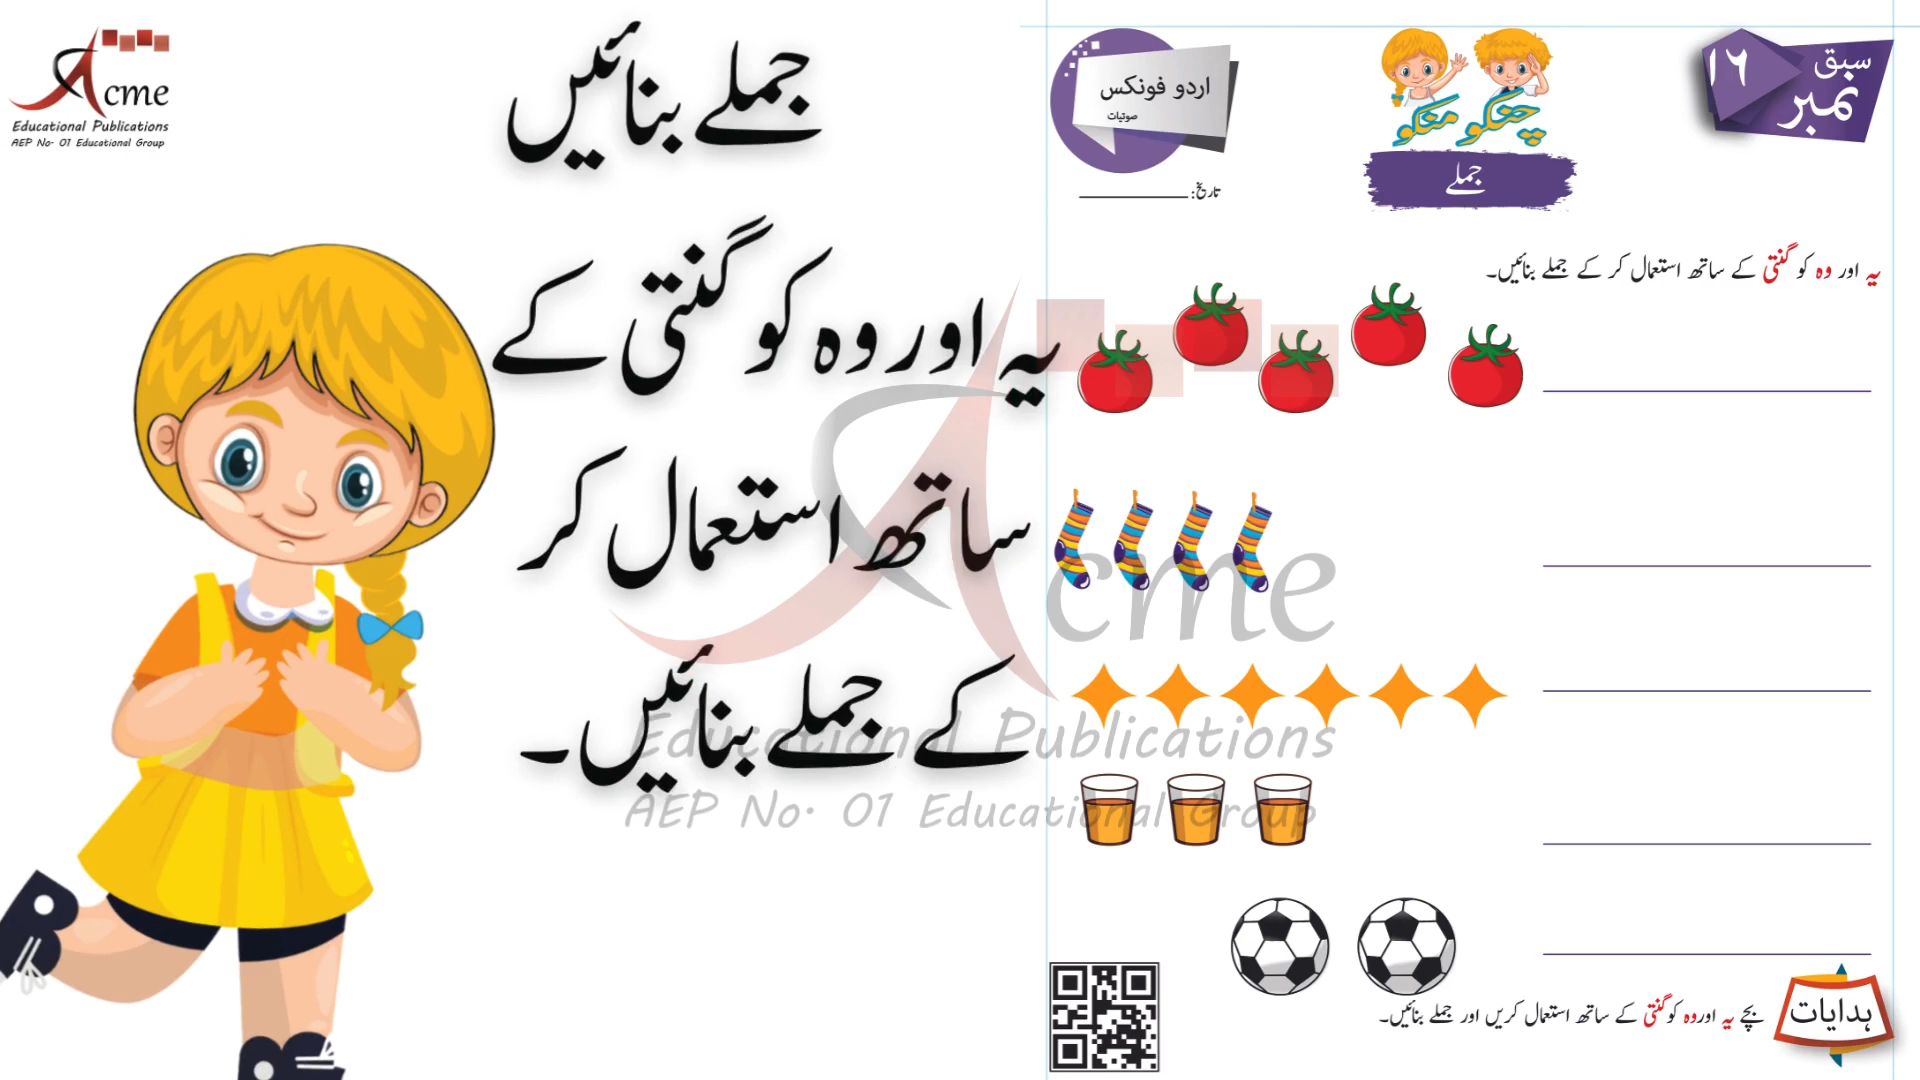 Acme
Educational Publications
AEP No. 01 Educational Group
جملے بنائیں
یہ اور وہ کو گنتی کے
ساتھ استعمال کر
کے جملے بنائیں۔
سبق نمبر ۱۶
چنکو منکو
جملے
اردو فونکس
صوتیات
تاریخ: ____________
یہ اور وہ کو گنتی کے ساتھ استعمال کر کے جملے بنائیں۔
cme
Educational Publications
AEP No. 01 Educational Group
ہدایات
بچے یہ اور وہ کو گنتی کے ساتھ استعمال کریں اور جملے بنائیں۔